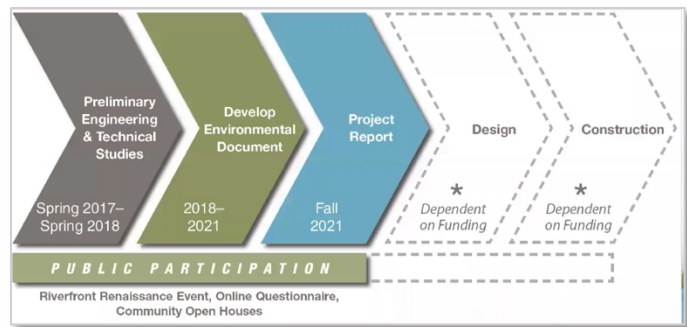 Preliminary
Engineering
& Technical
Studies
Spring 2017–
Spring 2018
Develop
Environmental
Document
2018–
2021
Project
Report
Fall
2021
Design
*
Dependent
on Funding
Construction
*
Dependent
on Funding
PUBLIC PARTICIPATION
Riverfront Renaissance Event, Online Questionnaire,
Community Open Houses